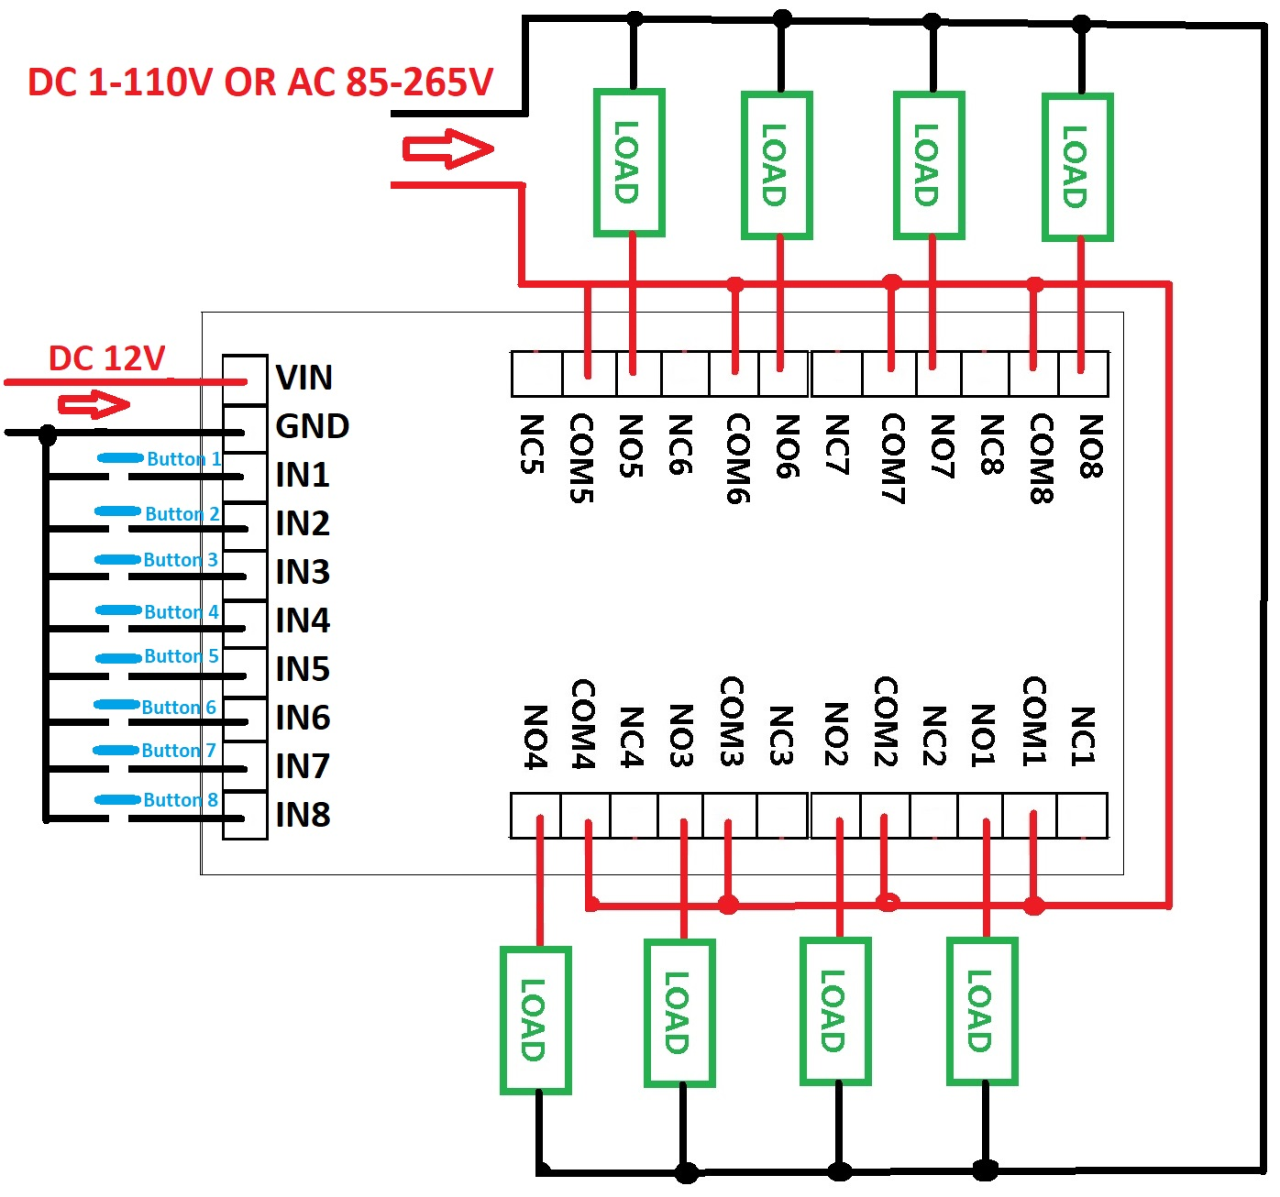 DC 1-110V OR AC 85-265V
LOAD
LOAD
LOAD
LOAD
DC 12V
VIN
GND
Button 1
IN1
Button 2
IN2
Button 3
IN3
Button 4
IN4
Button 5
IN5
Button 6
IN6
Button 7
IN7
Button 8
IN8
NC5
COM5
NO5
NC6
COM6
NO6
NC7
COM7
NO7
NC8
COM8
NO8
NO4
COM4
NC4
NO3
COM3
NC3
NO2
COM2
NC2
NO1
COM1
NC1
LOAD
LOAD
LOAD
LOAD